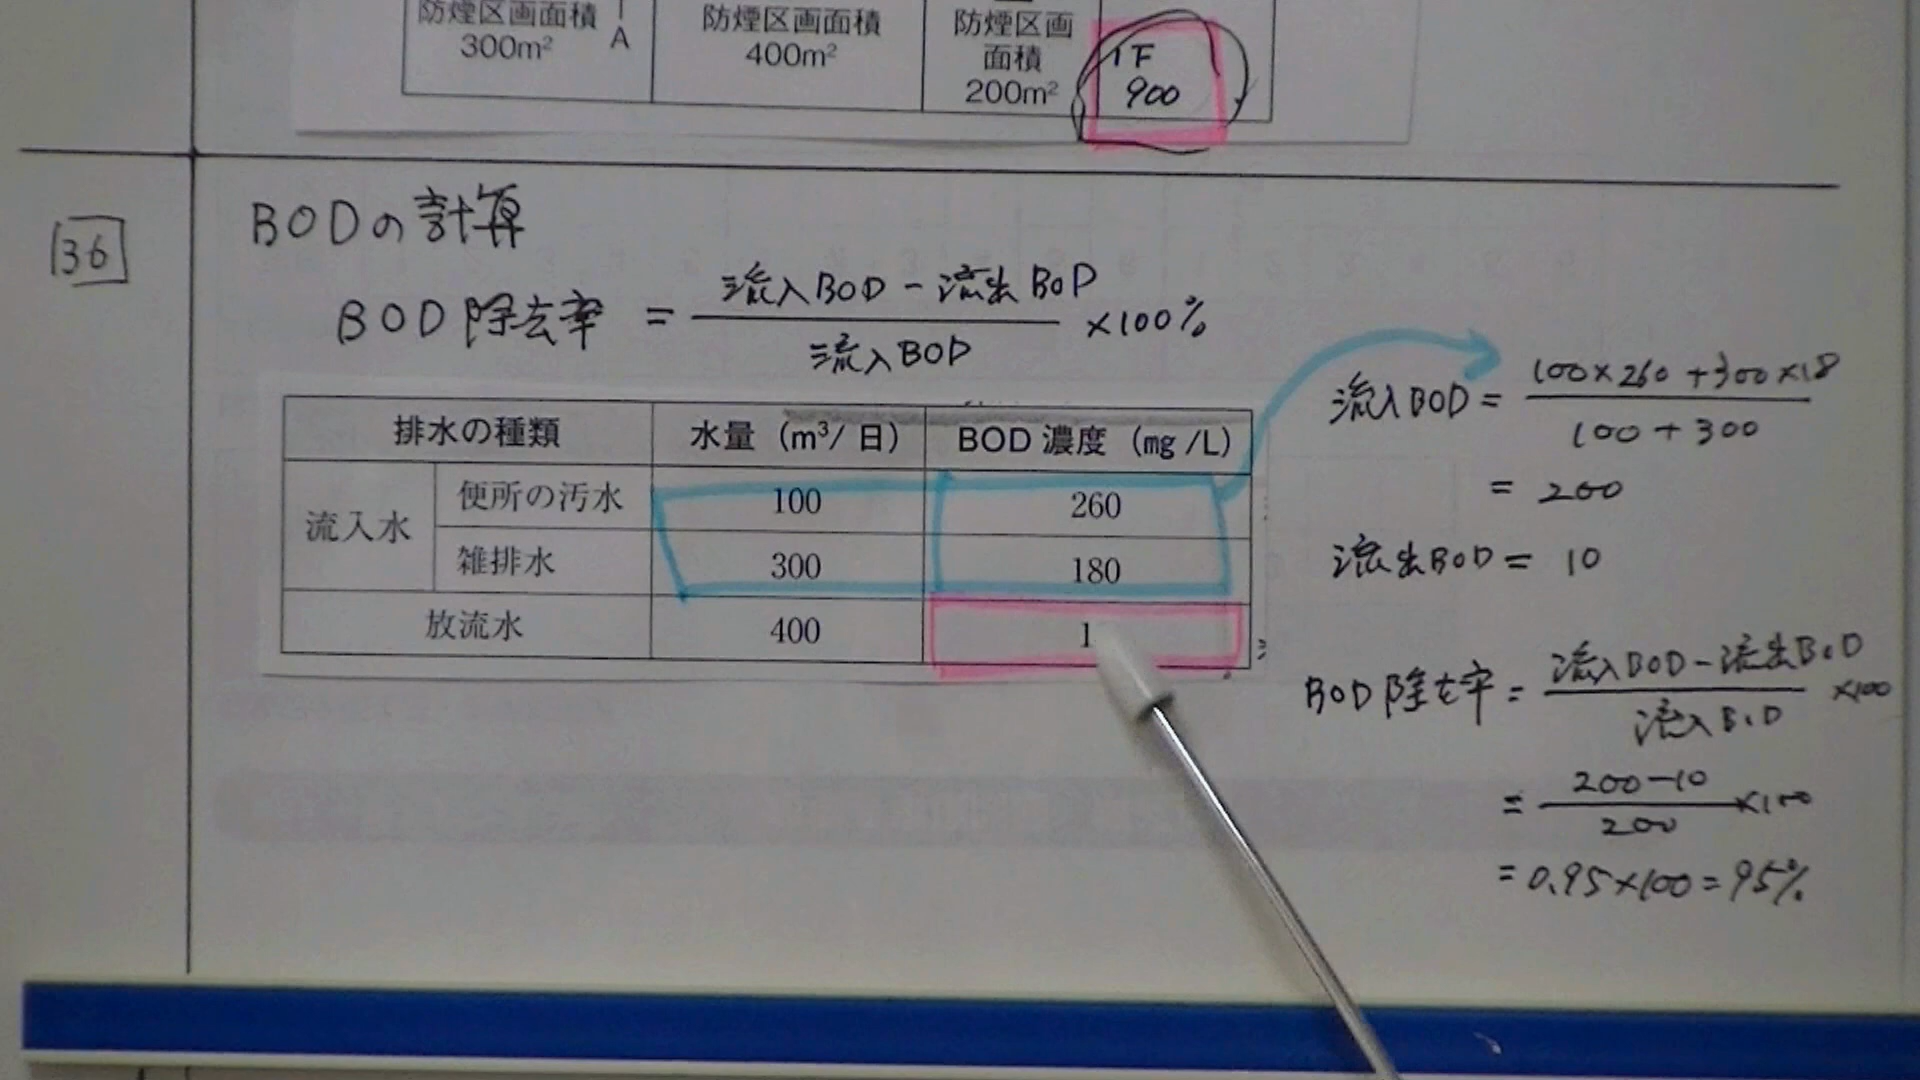 防煙区画面積
300m²
A
防煙区画面積
400m²
防煙区画
面積
200m²
1F
900
36
BODの計算
BOD除去率 = 流入BOD - 流出BOD / 流入BOD ×100%
排水の種類 水量 (m³/日) BOD 濃度 (mg/L)
流入水 便所の汚水 100 260
雑排水 300 180
放流水 400 1
流入BOD = 100×260+300×18 / 100+300
= 200
流出BOD = 10
BOD除去率 = 流入BOD-流出BOD / 流入BOD ×100
= 200-10 / 200 ×100
= 0.95×100=95%